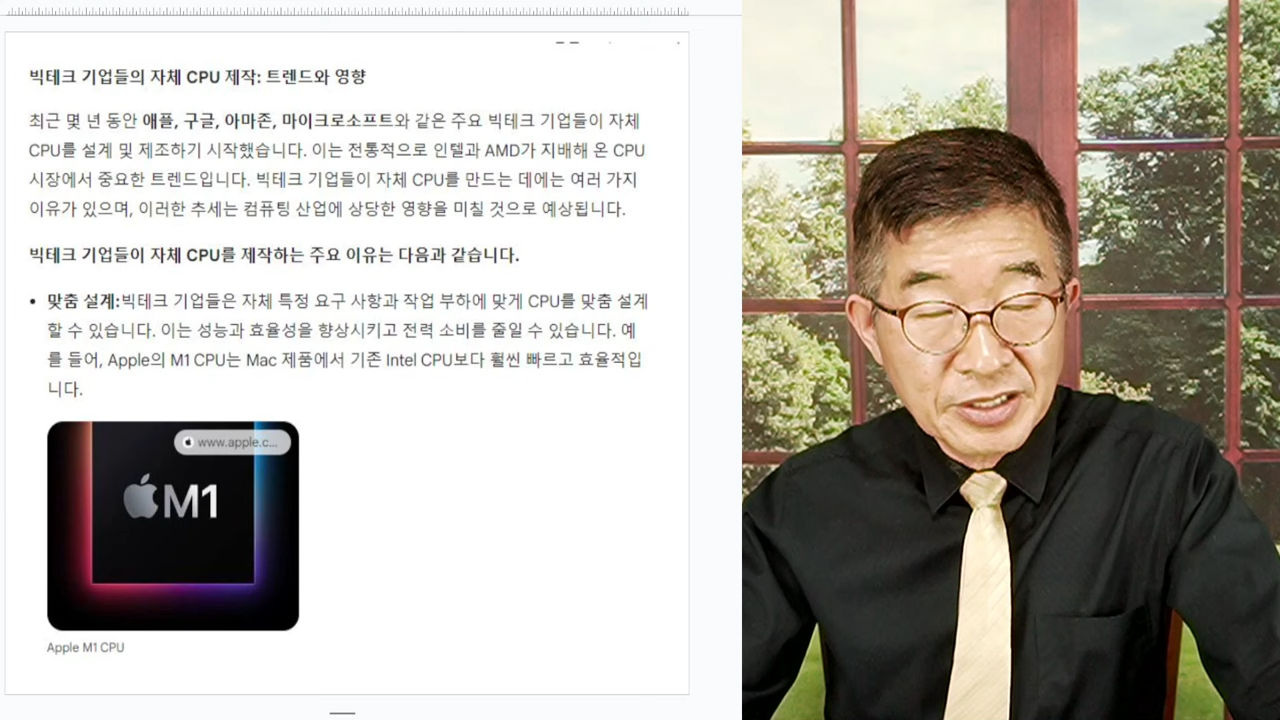 빅테크 기업들의 자체 CPU 제작: 트렌드와 영향
최근 몇 년 동안 애플, 구글, 아마존, 마이크로소프트와 같은 주요 빅테크 기업들이 자체
CPU를 설계 및 제조하기 시작했습니다. 이는 전통적으로 인텔과 AMD가 지배해 온 CPU
시장에서 중요한 트렌드입니다. 빅테크 기업들이 자체 CPU를 만드는 데에는 여러 가지
이유가 있으며, 이러한 추세는 컴퓨팅 산업에 상당한 영향을 미칠 것으로 예상됩니다.
빅테크 기업들이 자체 CPU를 제작하는 주요 이유는 다음과 같습니다.
• 맞춤 설계:빅테크 기업들은 자체 특정 요구 사항과 작업 부하에 맞게 CPU를 맞춤 설계
할 수 있습니다. 이는 성능과 효율성을 향상시키고 전력 소비를 줄일 수 있습니다. 예
를 들어, Apple의 M1 CPU는 Mac 제품에서 기존 Intel CPU보다 훨씬 빠르고 효율적입
니다.
www.apple.c...
M1
Apple M1 CPU